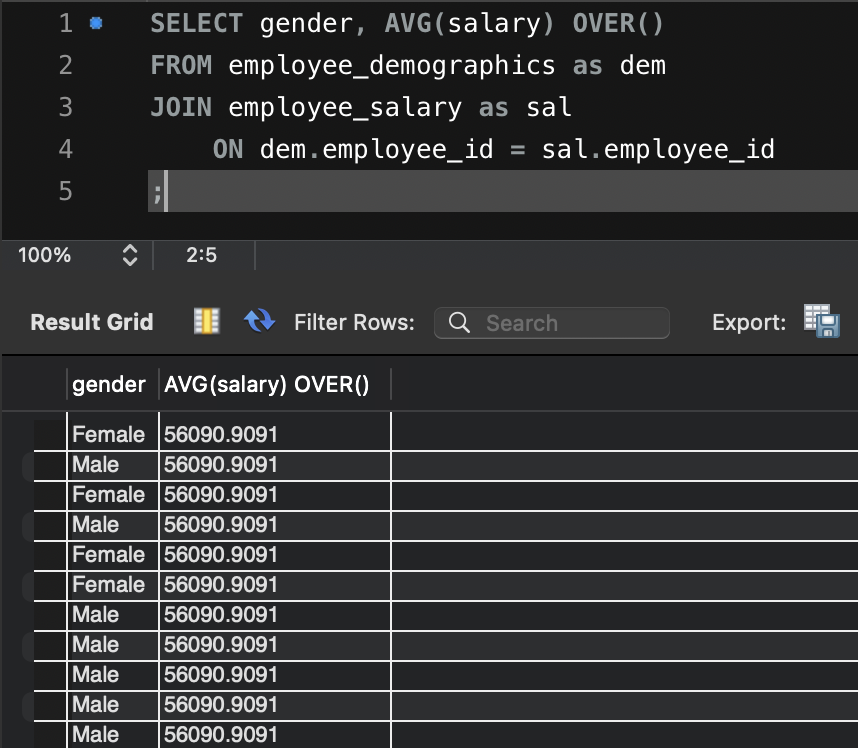 1 SELECT gender, AVG(salary) OVER()
2 FROM employee_demographics as dem
3 JOIN employee_salary as sal
4 ON dem.employee_id = sal.employee_id
5 ;
100% 2:5
Result Grid Filter Rows: Search Export:
gender AVG(salary) OVER()
Female 56090.9091
Male 56090.9091
Female 56090.9091
Male 56090.9091
Female 56090.9091
Female 56090.9091
Male 56090.9091
Male 56090.9091
Male 56090.9091
Male 56090.9091
Male 56090.9091